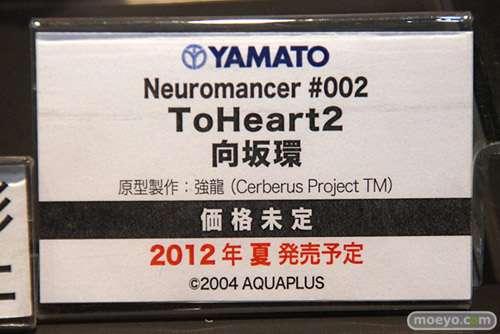 YAMATO
Neuromancer #002
ToHeart2
向坂環
原型製作：強龍 (Cerberus Project TM)
価格未定
2012年 夏 発売予定
©2004 AQUAPLUS
moeyo.com